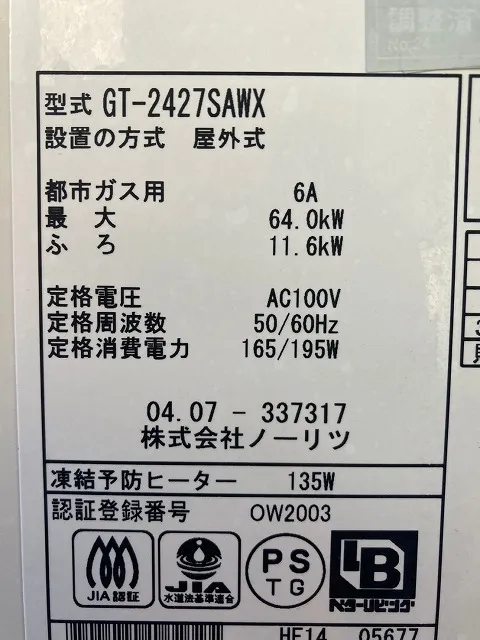 調整済
型式 GT-2427SAWX
設置の方式 屋外式
都市ガス用 6A
最 大 64.0kW
ふ ろ 11.6kW
定格電圧 AC100V
定格周波数 50/60Hz
定格消費電力 165/195W
04.07 - 337317
株式会社ノーリツ
凍結予防ヒーター 135W
認証登録番号 OW2003
JIA 認証
JIA
水道法基準適合
PS
TG
BL
ベターリビング
HE14 05677